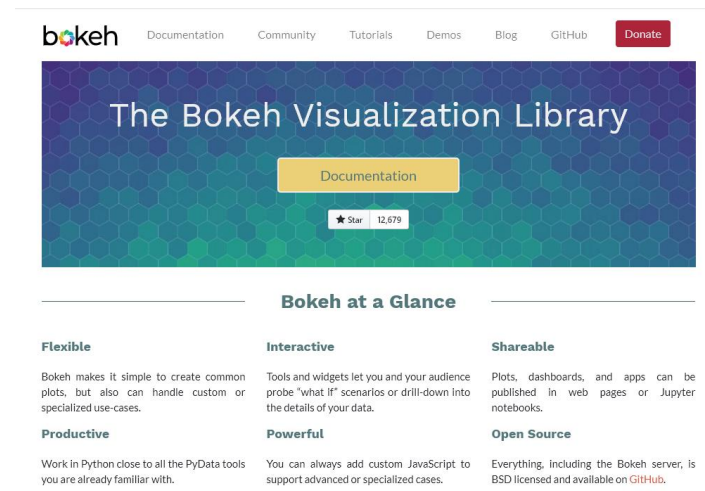 bokeh Documentation Community Tutorials Demos Blog GitHub Donate
The Bokeh Visualization Library
Documentation
Star 12,679
Bokeh at a Glance
Flexible
Bokeh makes it simple to create common
plots, but also can handle custom or
specialized use-cases.
Interactive
Tools and widgets let you and your audience
probe “what if” scenarios or drill-down into
the details of your data.
Shareable
Plots, dashboards, and apps can be
published in web pages or Jupyter
notebooks.
Productive
Work in Python close to all the PyData tools
you are already familiar with.
Powerful
You can always add custom JavaScript to
support advanced or specialized cases.
Open Source
Everything, including the Bokeh server, is
BSD licensed and available on GitHub.